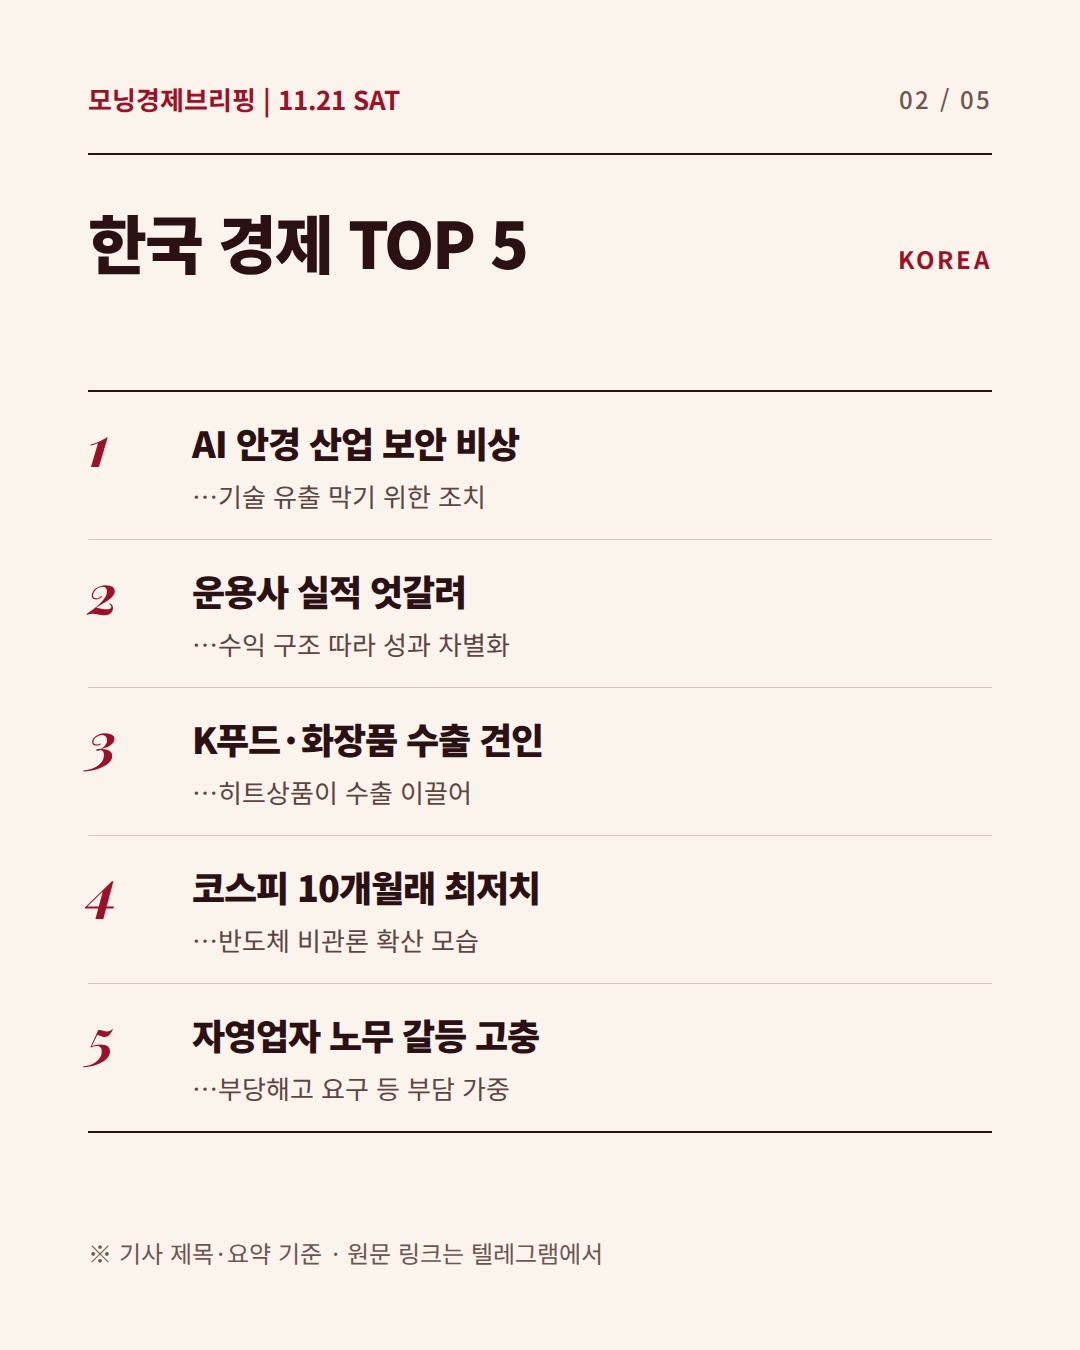 모닝경제브리핑 | 11.21 SAT
02 / 05
한국 경제 TOP 5
KOREA
1
AI 안경 산업 보안 비상
…기술 유출 막기 위한 조치
2
운용사 실적 엇갈려
…수익 구조 따라 성과 차별화
3
K푸드·화장품 수출 견인
…히트상품이 수출 이끌어
4
코스피 10개월래 최저치
…반도체 비관론 확산 모습
5
자영업자 노무 갈등 고충
…부당해고 요구 등 부담 가중
※ 기사 제목·요약 기준 · 원문 링크는 텔레그램에서